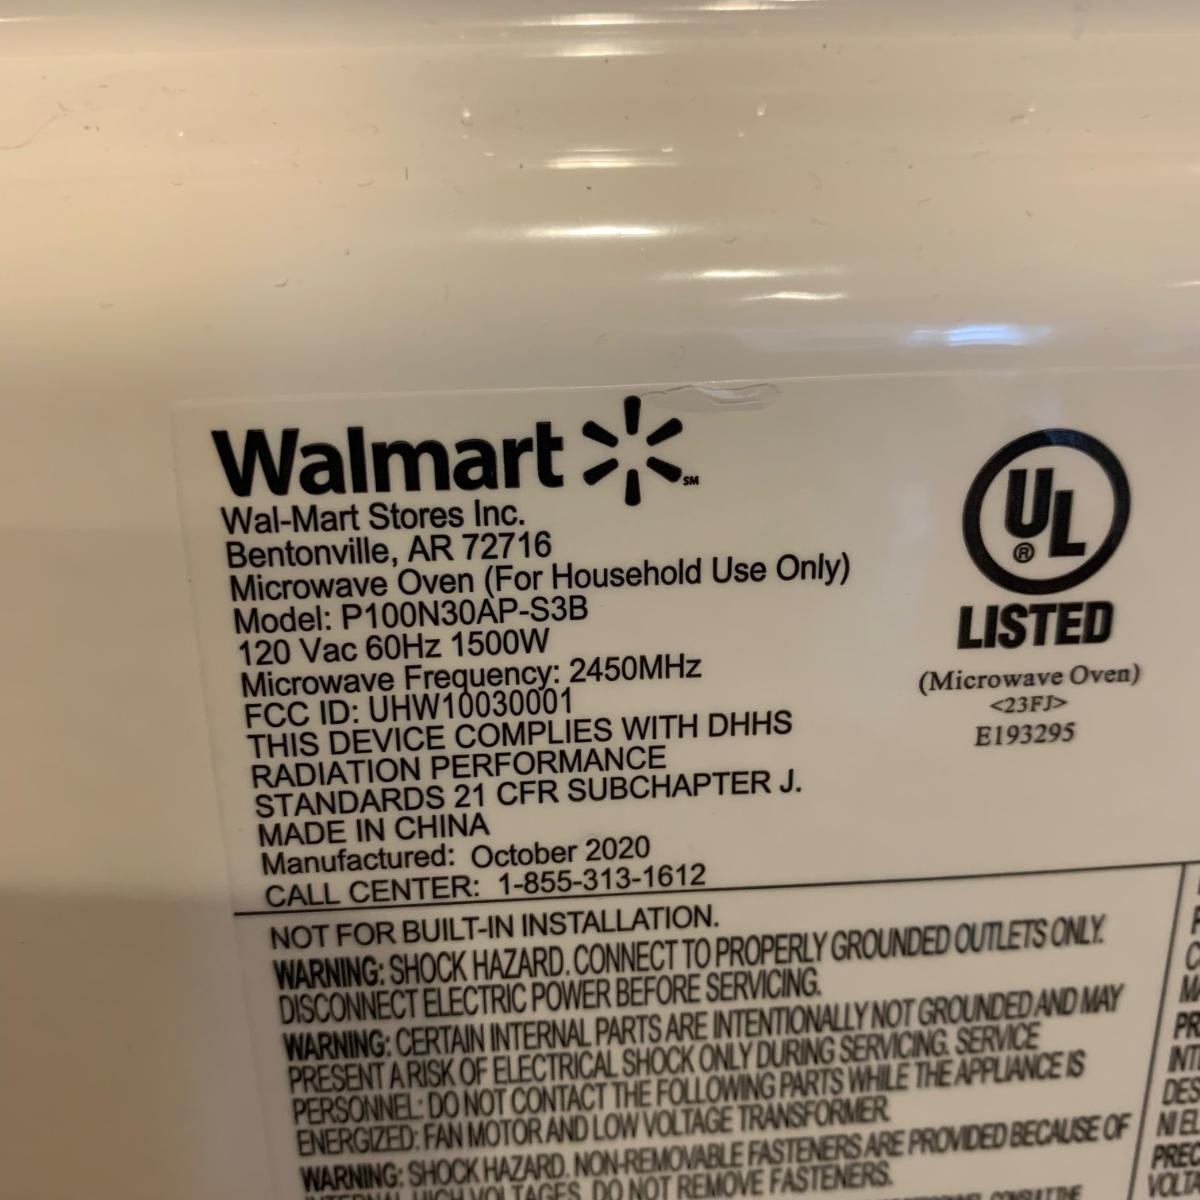 Walmart SM
Wal-Mart Stores Inc.
Bentonville, AR 72716
Microwave Oven (For Household Use Only)
Model: P100N30AP-S3B
120 Vac 60Hz 1500W
Microwave Frequency: 2450MHz
FCC ID: UHW10030001
THIS DEVICE COMPLIES WITH DHHS
RADIATION PERFORMANCE
STANDARDS 21 CFR SUBCHAPTER J.
MADE IN CHINA
Manufactured: October 2020
CALL CENTER: 1-855-313-1612
UL ®
LISTED
(Microwave Oven)
<23FJ>
E193295
NOT FOR BUILT-IN INSTALLATION.
WARNING: SHOCK HAZARD. CONNECT TO PROPERLY GROUNDED OUTLETS ONLY.
DISCONNECT ELECTRIC POWER BEFORE SERVICING.
WARNING: CERTAIN INTERNAL PARTS ARE INTENTIONALLY NOT GROUNDED AND MAY
PRESENT A RISK OF ELECTRICAL SHOCK ONLY DURING SERVICING. SERVICE
PERSONNEL: DO NOT CONTACT THE FOLLOWING PARTS WHILE THE APPLIANCE IS
ENERGIZED: FAN MOTOR AND LOW VOLTAGE TRANSFORMER.
WARNING: SHOCK HAZARD. NON-REMOVABLE FASTENERS ARE PROVIDED BECAUSE OF
INTERNAL HIGH VOLTAGES. DO NOT REMOVE FASTENERS.